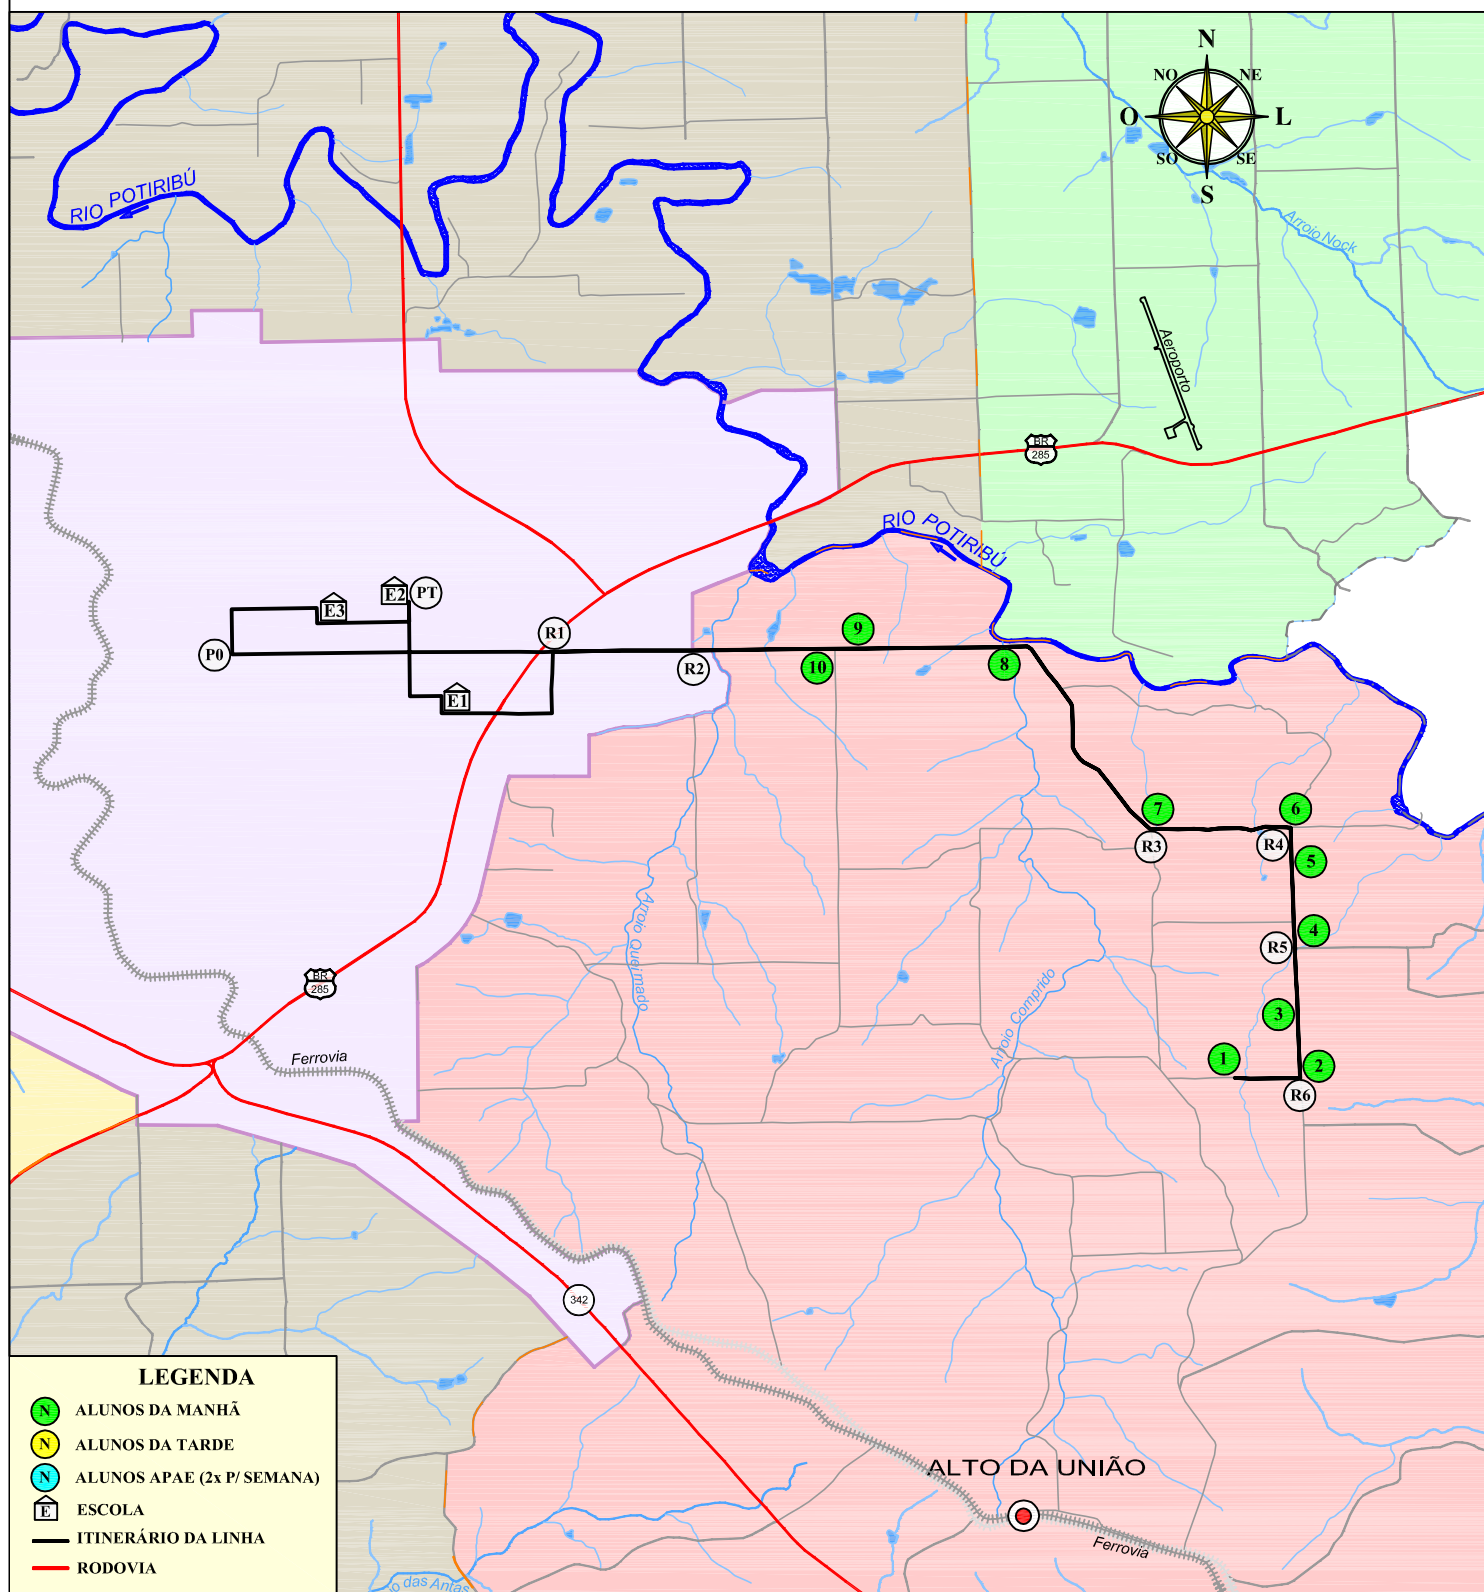 N
NO
NE
O
L
SO
SE
S
RIO POTIRIBÚ
Arroio Nock
Aeroporto
BR
285
RIO POTIRIBÚ
E2
PT
E3
R1
P0
9
R2
10
8
E1
7
6
R3
R4
5
4
R5
Arroio Queimado
BR
285
Arroio Comprido
3
Ferrovia
1
2
R6
342
LEGENDA
N ALUNOS DA MANHÃ
N ALUNOS DA TARDE
N ALUNOS APAE (2x P/ SEMANA)
E ESCOLA
ITINERÁRIO DA LINHA
RODOVIA
ALTO DA UNIÃO
Ferrovia
das Antas